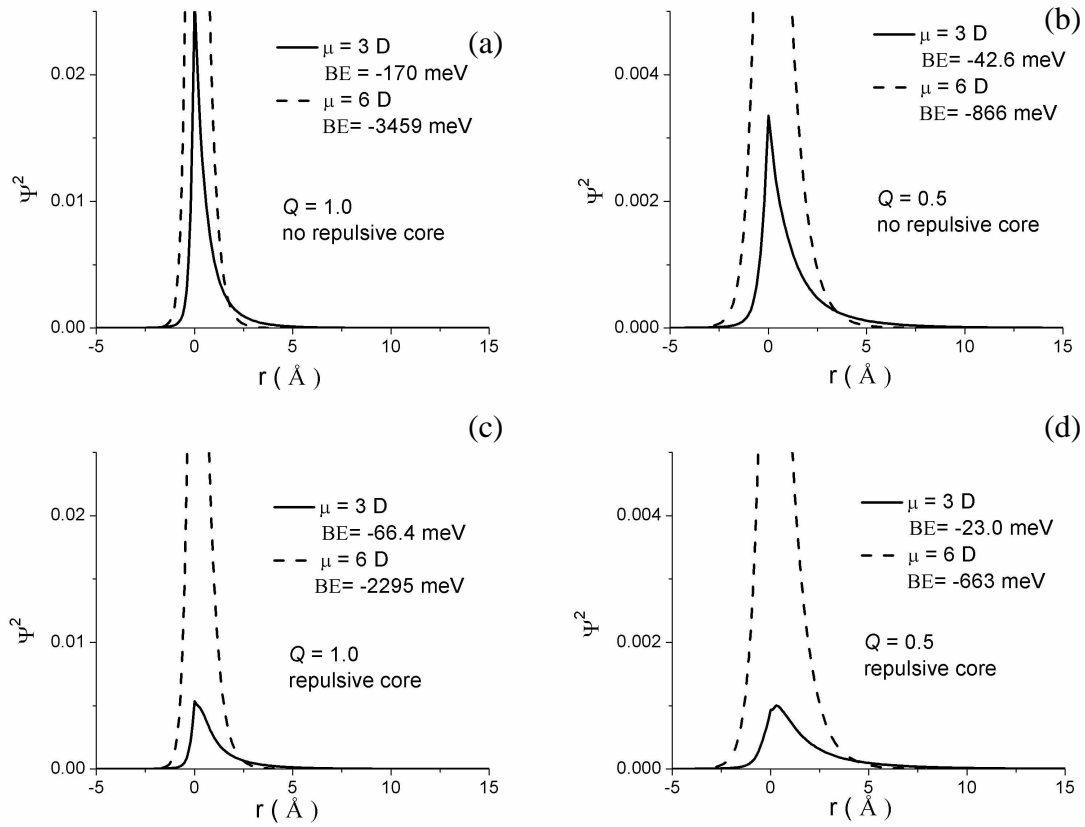 (a)
μ = 3 D
BE = -170 meV
μ = 6 D
BE= -3459 meV
Q = 1.0
no repulsive core
0.02
0.01
0.00
Ψ²
-5 0 5 10 15
r ( Å )
(b)
μ = 3 D
BE= -42.6 meV
μ = 6 D
BE= -866 meV
Q = 0.5
no repulsive core
0.004
0.002
0.000
Ψ²
-5 0 5 10 15
r ( Å )
(c)
μ = 3 D
BE= -66.4 meV
μ = 6 D
BE= -2295 meV
Q = 1.0
repulsive core
0.02
0.01
0.00
Ψ²
-5 0 5 10 15
r ( Å )
(d)
μ = 3 D
BE= -23.0 meV
μ = 6 D
BE= -663 meV
Q = 0.5
repulsive core
0.004
0.002
0.000
Ψ²
-5 0 5 10 15
r ( Å )